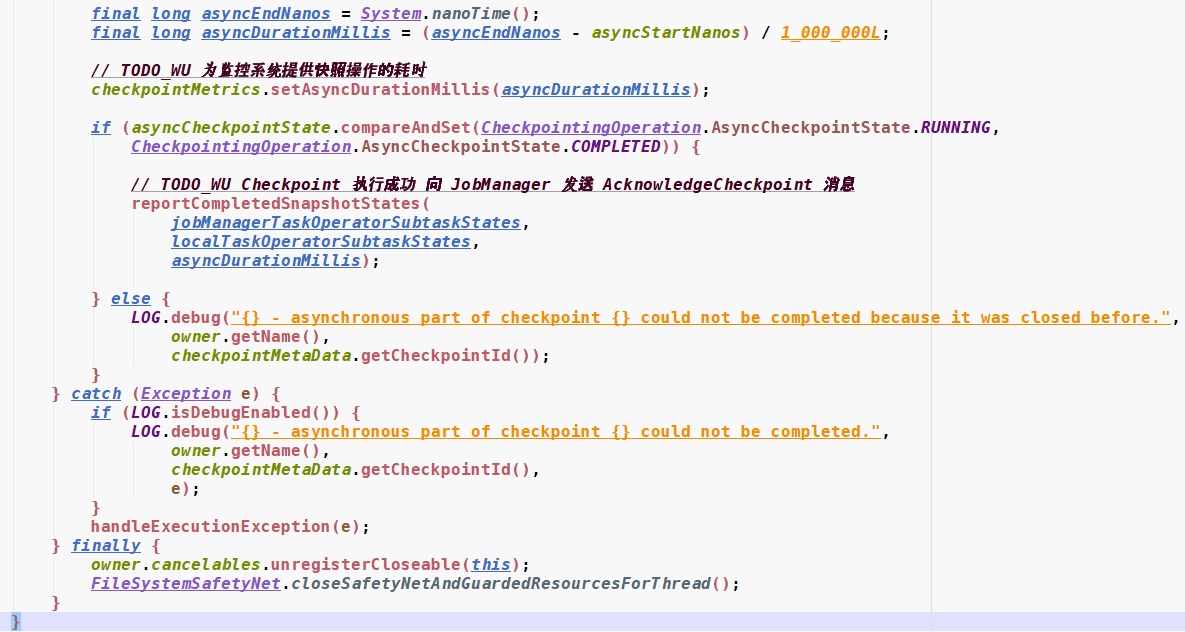 final long asyncEndNanos = System.nanoTime();
final long asyncDurationMillis = (asyncEndNanos - asyncStartNanos) / 1_000_000L;
// TODO_WU 为监控系统提供快照操作的耗时
checkpointMetrics.setAsyncDurationMillis(asyncDurationMillis);
if (asyncCheckpointState.compareAndSet(CheckpointingOperation.AsyncCheckpointState.RUNNING,
CheckpointingOperation.AsyncCheckpointState.COMPLETED)) {
// TODO_WU Checkpoint 执行成功 向 JobManager 发送 AcknowledgeCheckpoint 消息
reportCompletedSnapshotStates(
jobManagerTaskOperatorSubtaskStates,
localTaskOperatorSubtaskStates,
asyncDurationMillis);
} else {
LOG.debug("{} - asynchronous part of checkpoint {} could not be completed because it was closed before.",
owner.getName(),
checkpointMetaData.getCheckpointId());
}
} catch (Exception e) {
if (LOG.isDebugEnabled()) {
LOG.debug("{} - asynchronous part of checkpoint {} could not be completed.",
owner.getName(),
checkpointMetaData.getCheckpointId(),
e);
}
handleExecutionException(e);
} finally {
owner.cancelables.unregisterCloseable(this);
FileSystemSafetyNet.closeSafetyNetAndGuardedResourcesForThread();
}
}